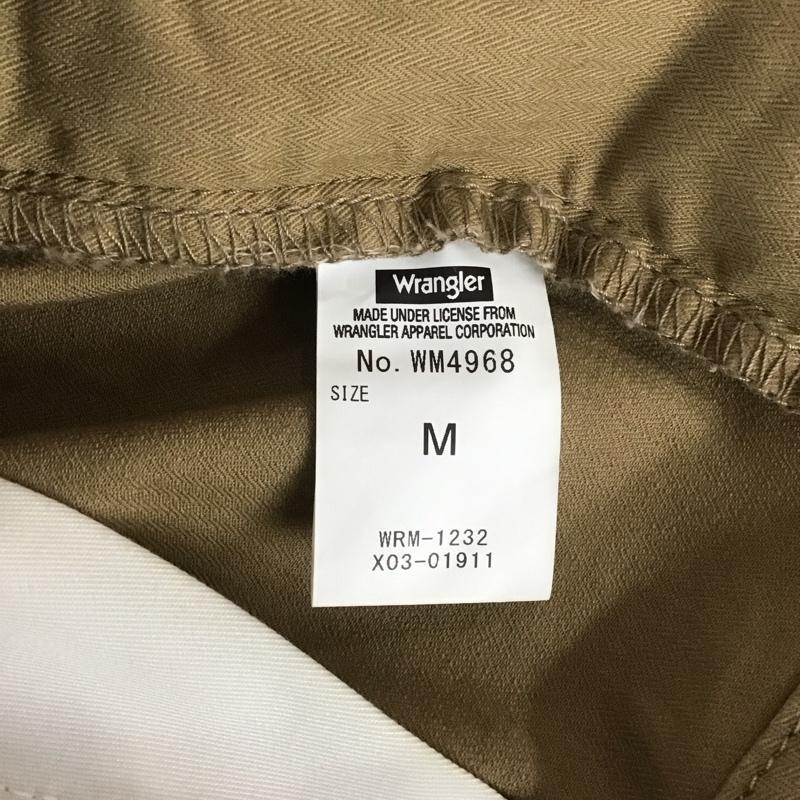 Wrangler
MADE UNDER LICENSE FROM
WRANGLER APPAREL CORPORATION
No. WM4968
SIZE
M
WRM-1232
X03-01911